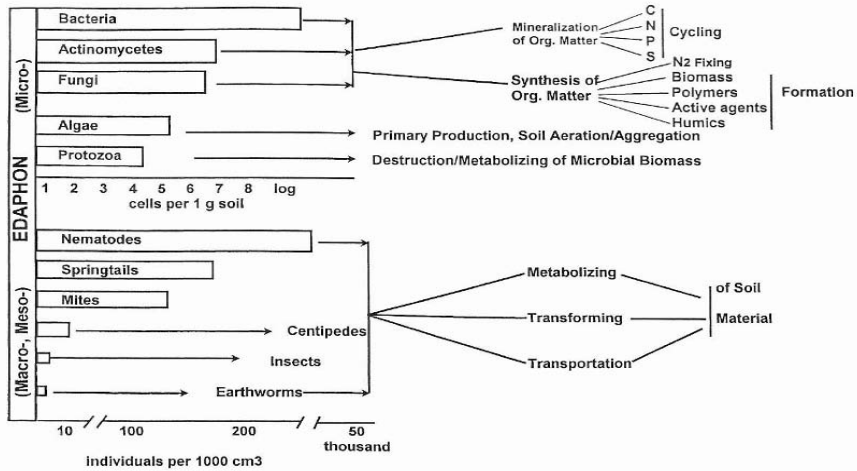 EDAPHON
(Micro-)
(Macro-, Meso-)
Bacteria
Actinomycetes
Fungi
Algae
Protozoa
1 2 3 4 5 6 7 8 log
cells per 1 g soil
Mineralization
of Org. Matter
C
N
P
S
Cycling
Synthesis of
Org. Matter
N2 Fixing
Biomass
Polymers
Active agents
Humics
Formation
Primary Production, Soil Aeration/Aggregation
Destruction/Metabolizing of Microbial Biomass
Nematodes
Springtails
Mites
Centipedes
Insects
Earthworms
10 100 200 50
thousand
individuals per 1000 cm3
Metabolizing
Transforming
Transportation
of Soil
Material